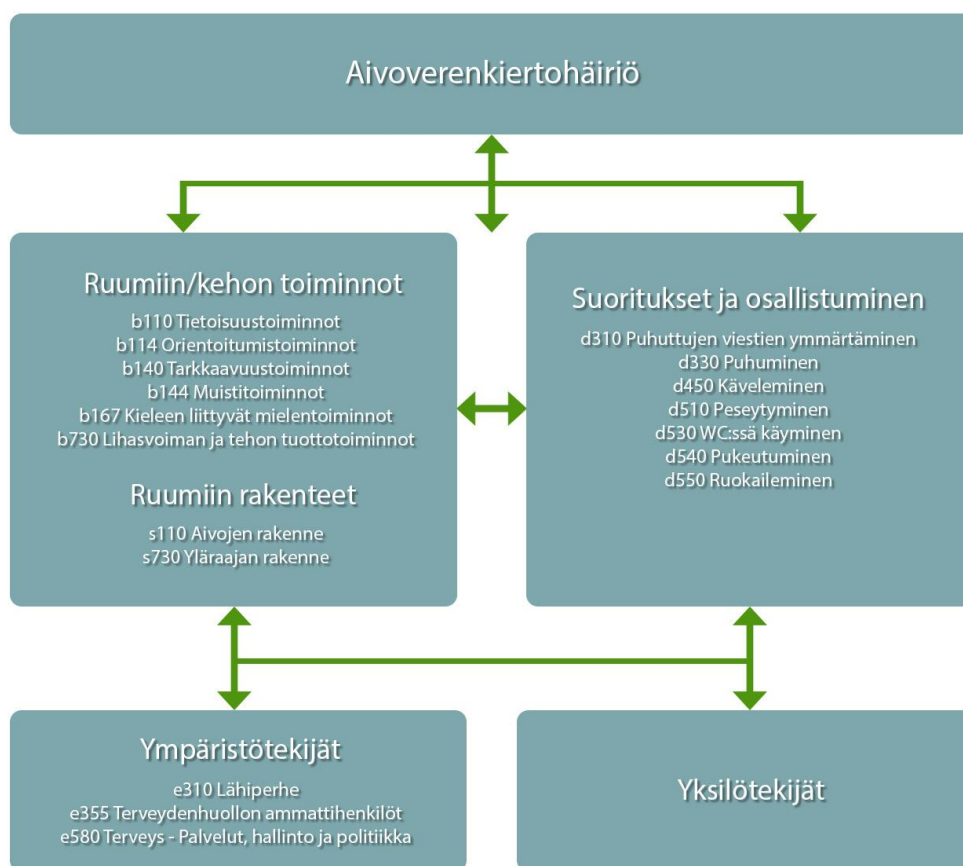 Aivoverenkiertohäiriö
Ruumiin/kehon toiminnot
b110 Tietoisuustoiminnot
b114 Orientoitumistoiminnot
b140 Tarkkaavuustoiminnot
b144 Muistitoiminnot
b167 Kieleen liittyvät mielentoiminnot
b730 Lihasvoiman ja tehon tuottotoiminnot
Ruumiin rakenteet
s110 Aivojen rakenne
s730 Yläraajan rakenne
Suoritukset ja osallistuminen
d310 Puhuttujen viestien ymmärtäminen
d330 Puhuminen
d450 Käveleminen
d510 Peseytyminen
d530 WC:ssä käyminen
d540 Pukeutuminen
d550 Ruokaileminen
Ympäristötekijät
e310 Lähiperhe
e355 Terveydenhuollon ammattihenkilöt
e580 Terveys - Palvelut, hallinto ja politiikka
Yksilötekijät